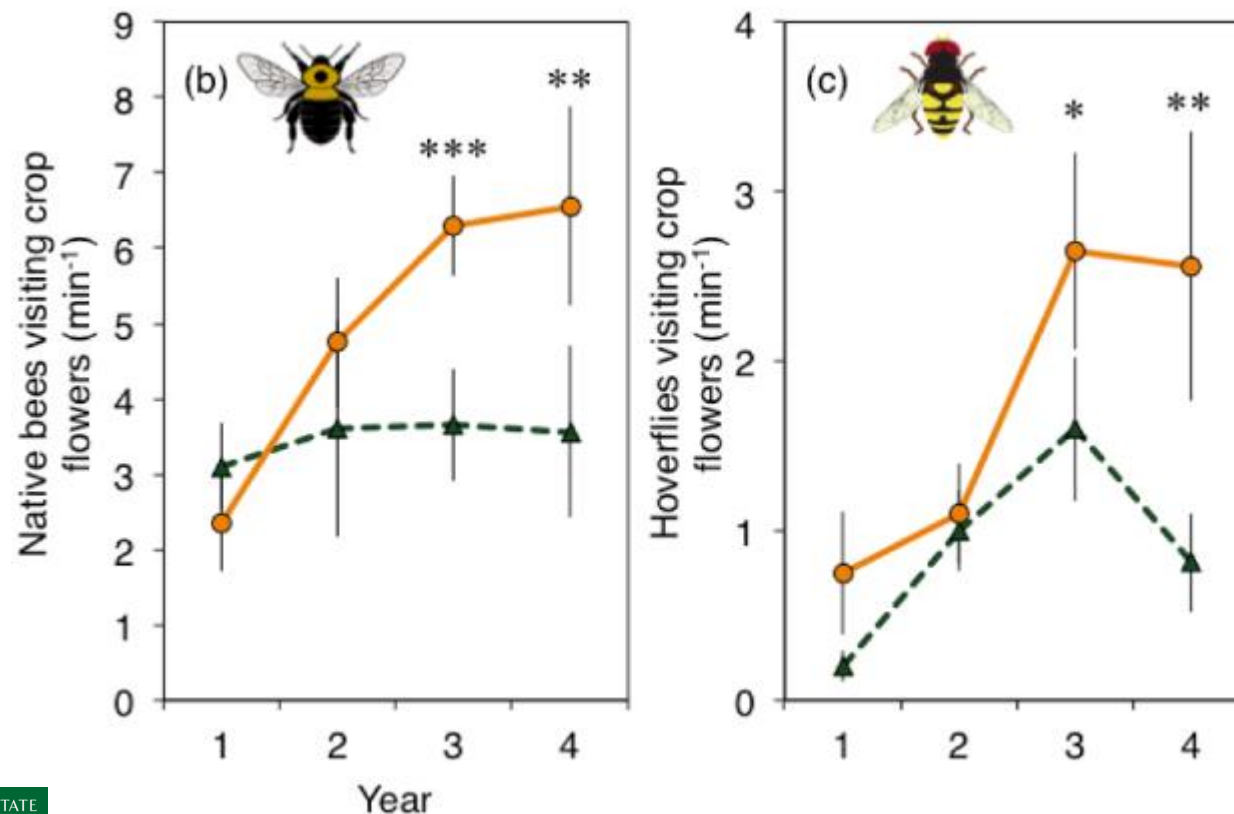 Native bees visiting crop
flowers (min⁻¹)
9
8
7
6
5
4
3
2
1
0
(b)
***
**
1 2 3 4
Year
Hoverflies visiting crop
flowers (min⁻¹)
4
3
2
1
0
(c)
*
**
1 2 3 4
TATE